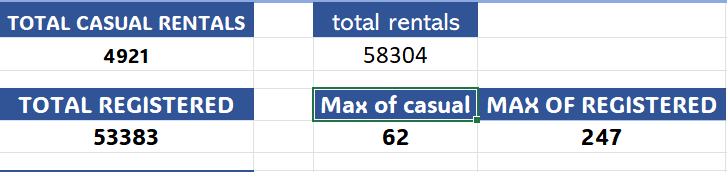 TOTAL CASUAL RENTALS
total rentals
4921
58304
TOTAL REGISTERED
Max of casual
MAX OF REGISTERED
53383
62
247